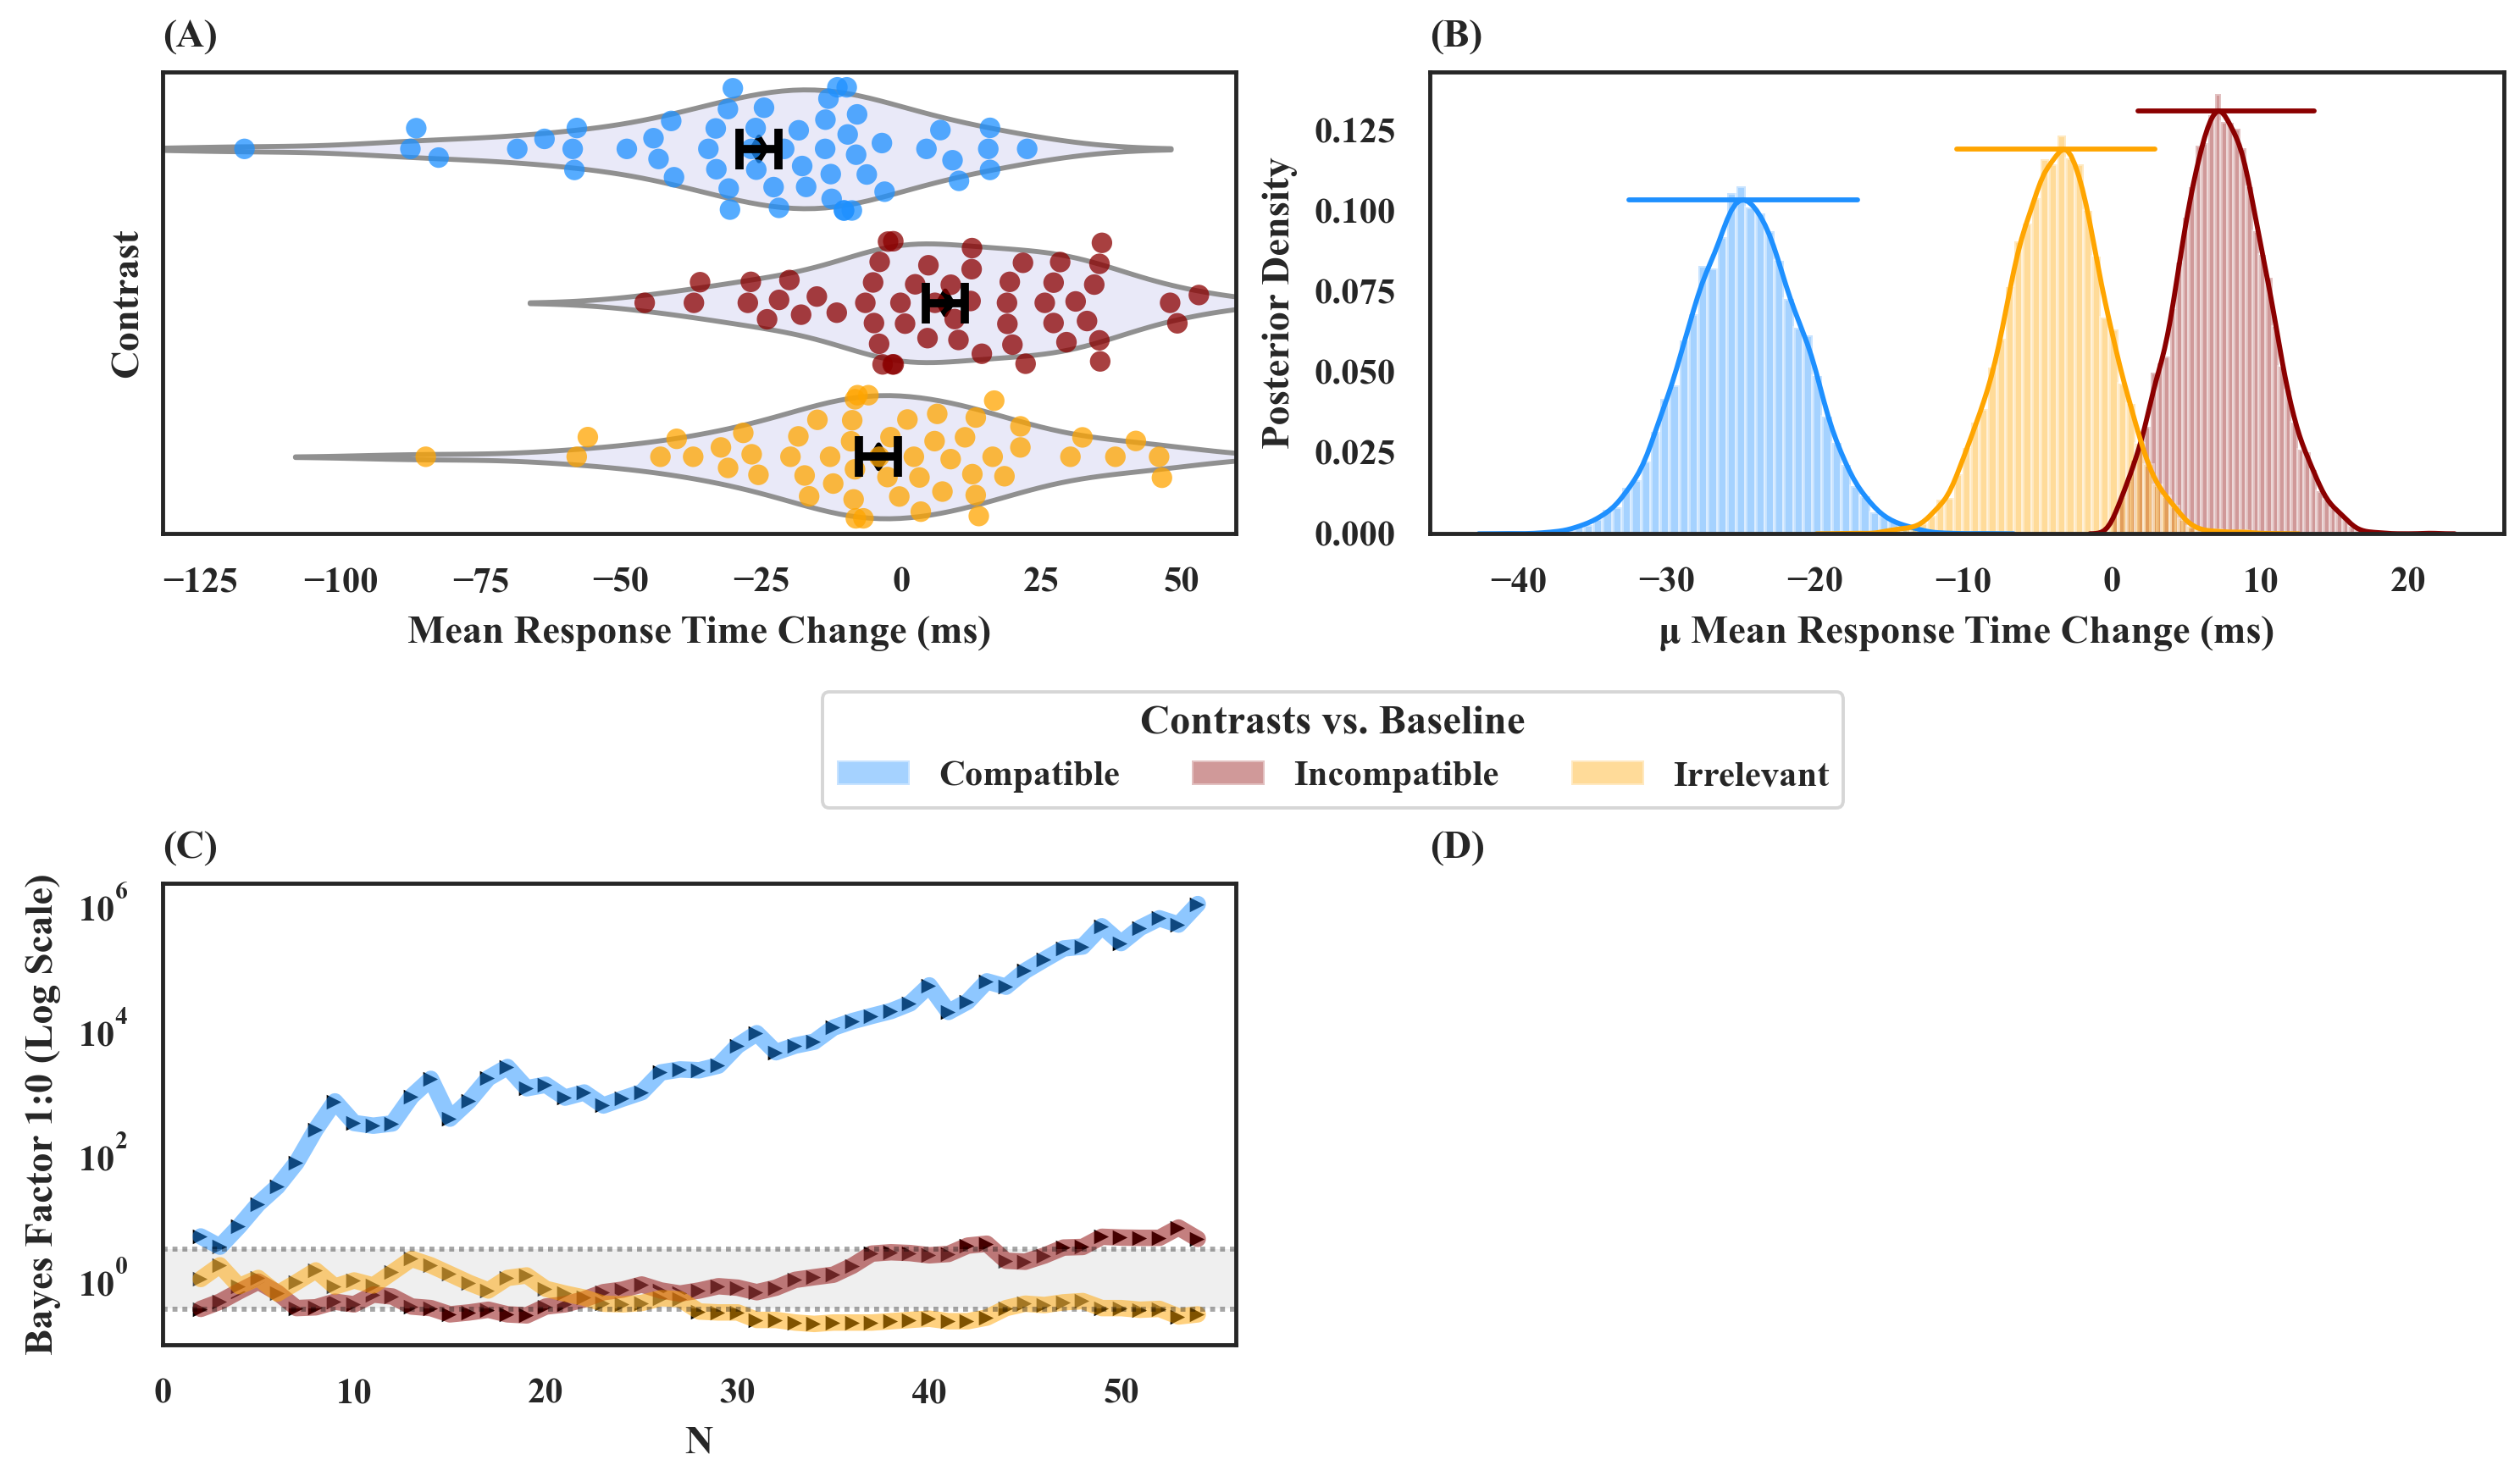 (A)
Contrast
−125 −100 −75 −50 −25 0 25 50
Mean Response Time Change (ms)
(B)
Posterior Density
0.125
0.100
0.075
0.050
0.025
0.000
−40 −30 −20 −10 0 10 20
μ Mean Response Time Change (ms)
Contrasts vs. Baseline
Compatible Incompatible Irrelevant
(C)
Bayes Factor 1:0 (Log Scale)
10^6
10^4
10^2
10^0
0 10 20 30 40 50
N
(D)